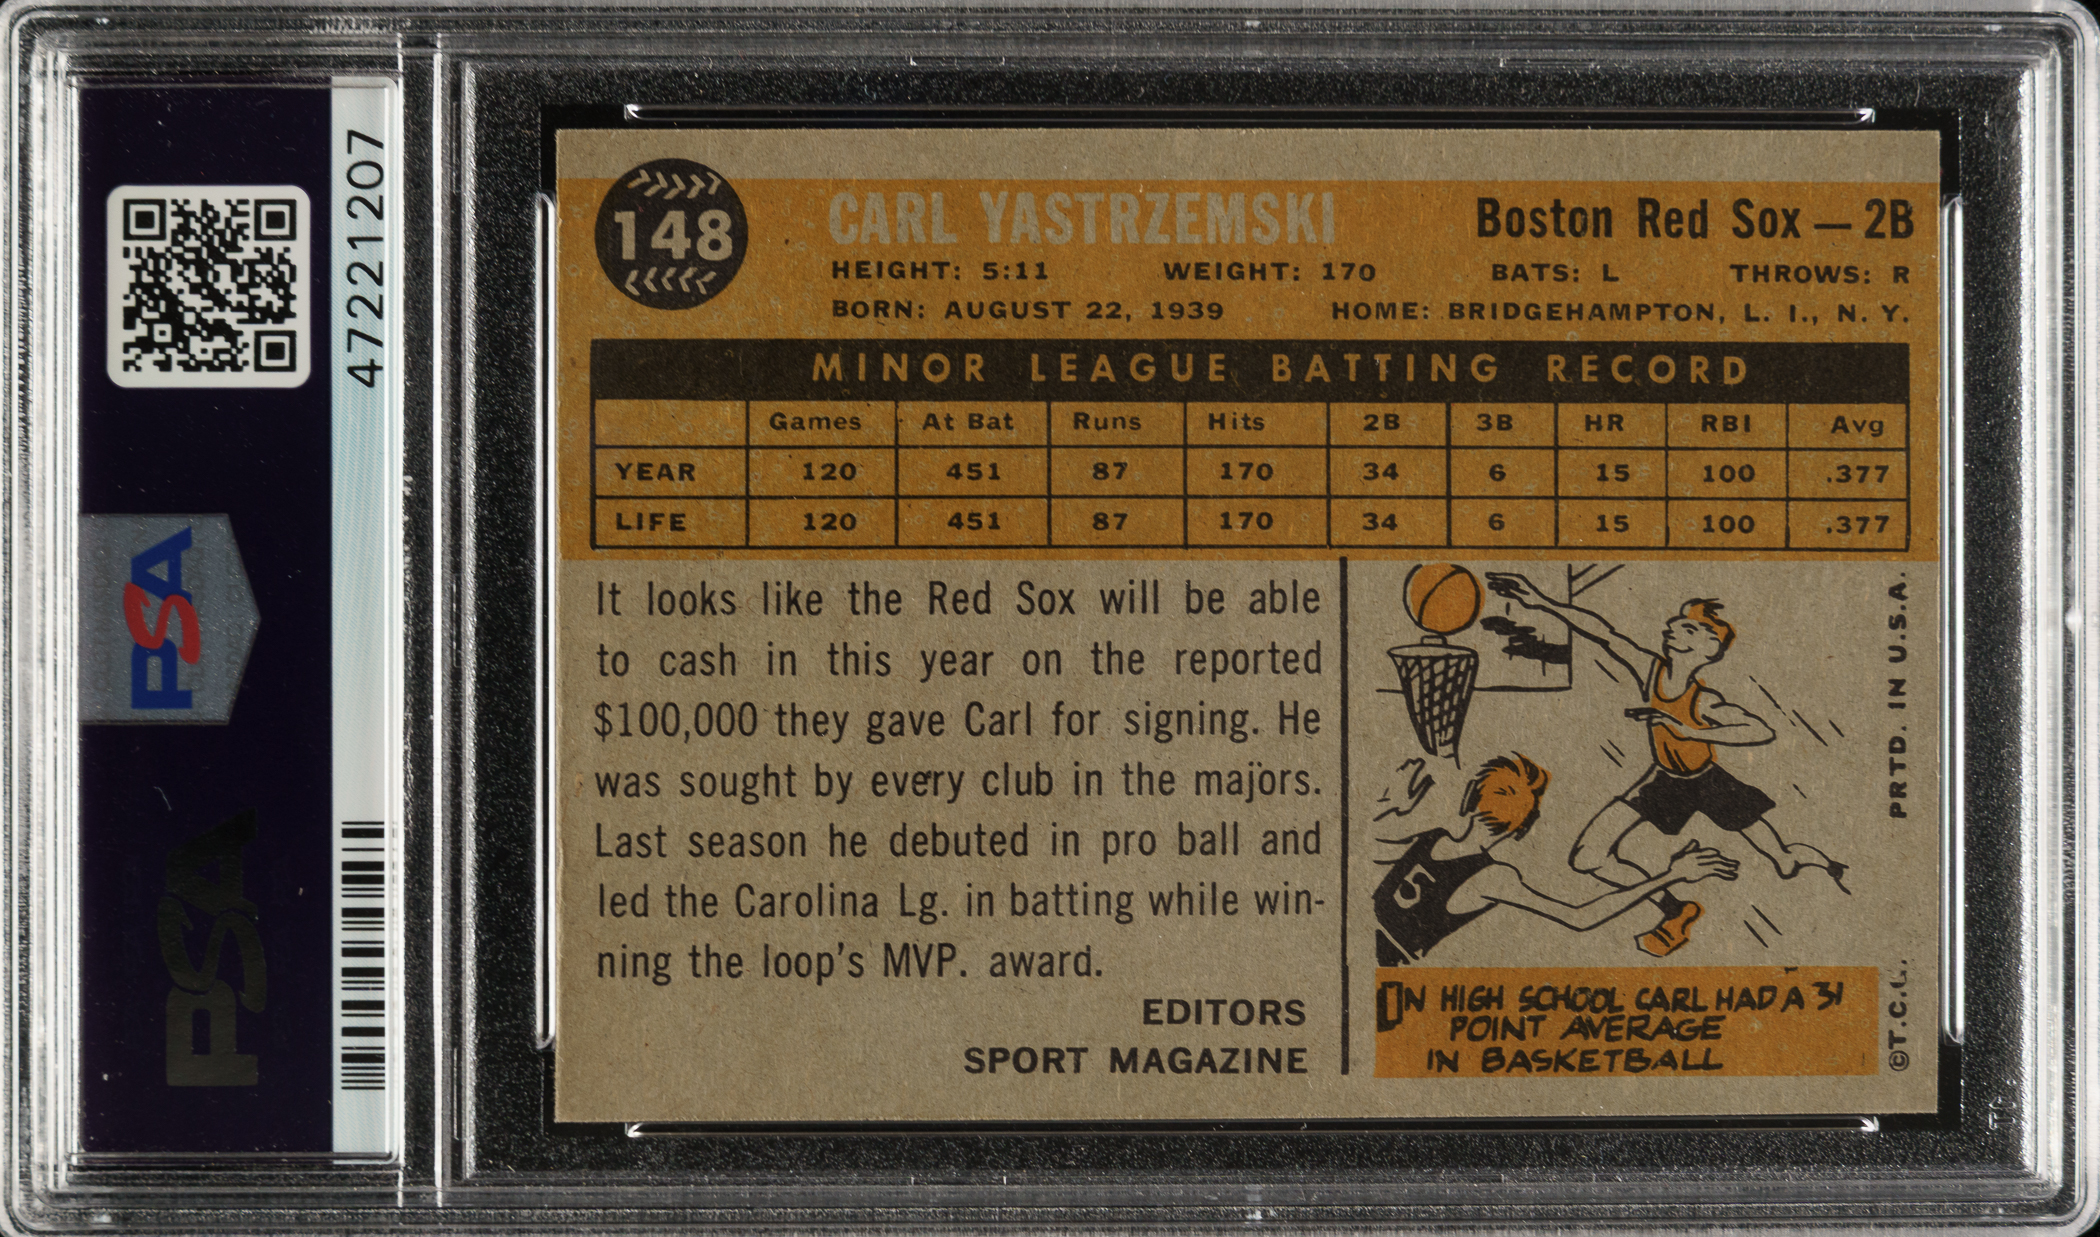 47221207
PSA
PSA
148
CARL YASTRZEMSKI
Boston Red Sox — 2B
HEIGHT: 5:11 WEIGHT: 170 BATS: L THROWS: R
BORN: AUGUST 22, 1939 HOME: BRIDGEHAMPTON, L. I., N. Y.
MINOR LEAGUE BATTING RECORD
Games At Bat Runs Hits 2B 3B HR RBI Avg
YEAR 120 451 87 170 34 6 15 100 .377
LIFE 120 451 87 170 34 6 15 100 .377
It looks like the Red Sox will be able
to cash in this year on the reported
$100,000 they gave Carl for signing. He
was sought by every club in the majors.
Last season he debuted in pro ball and
led the Carolina Lg. in batting while win-
ning the loop's MVP. award.
EDITORS
SPORT MAGAZINE
5
IN HIGH SCHOOL CARL HAD A 31
POINT AVERAGE
IN BASKETBALL
©T.C.G. PRTD. IN U.S.A.